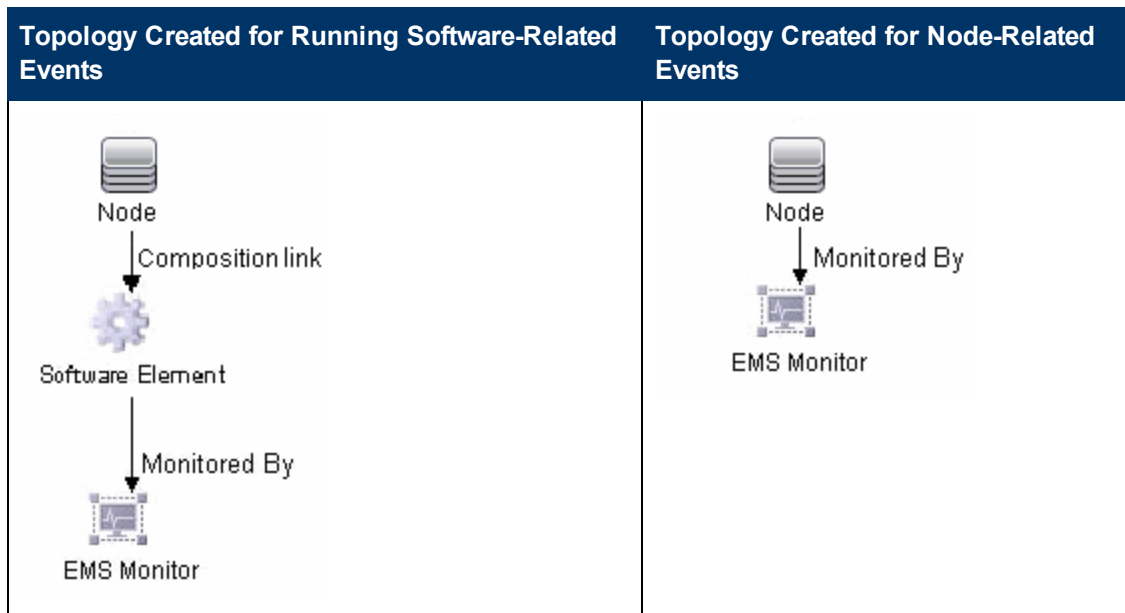 Topology Created for Running Software-Related
Events
Topology Created for Node-Related
Events
Node
Composition link
Software Element
Monitored By
EMS Monitor
Node
Monitored By
EMS Monitor